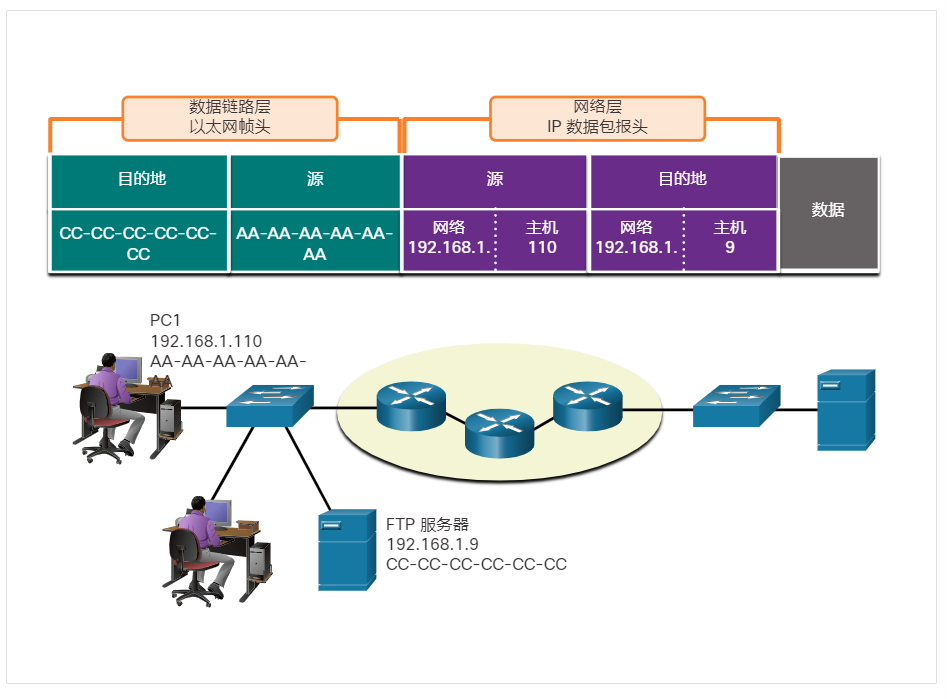 数据链路层
以太网帧头
网络层
IP 数据包报头
目的地
源
源
目的地
数据
CC-CC-CC-CC-CC-
CC
AA-AA-AA-AA-AA-
AA
网络
192.168.1.
主机
110
网络
192.168.1.
主机
9
PC1
192.168.1.110
AA-AA-AA-AA-AA-
FTP 服务器
192.168.1.9
CC-CC-CC-CC-CC-CC